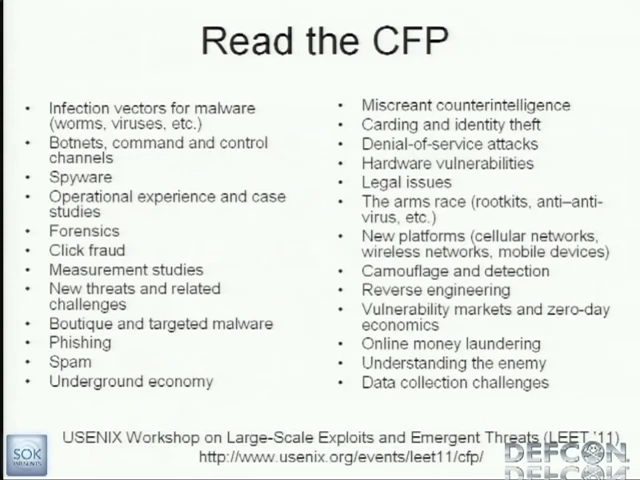 Read the CFP
• Infection vectors for malware
(worms, viruses, etc.)
• Botnets, command and control
channels
• Spyware
• Operational experience and case
studies
• Forensics
• Click fraud
• Measurement studies
• New threats and related
challenges
• Boutique and targeted malware
• Phishing
• Spam
• Underground economy
• Miscreant counterintelligence
• Carding and identity theft
• Denial-of-service attacks
• Hardware vulnerabilities
• Legal issues
• The arms race (rootkits, anti–anti-
virus, etc.)
• New platforms (cellular networks,
wireless networks, mobile devices)
• Camouflage and detection
• Reverse engineering
• Vulnerability markets and zero-day
economics
• Online money laundering
• Understanding the enemy
• Data collection challenges
USENIX Workshop on Large-Scale Exploits and Emergent Threats (LEET '11)
http://www.usenix.org/events/leet11/cfp/
SOK
PRESENTS
DEFCON